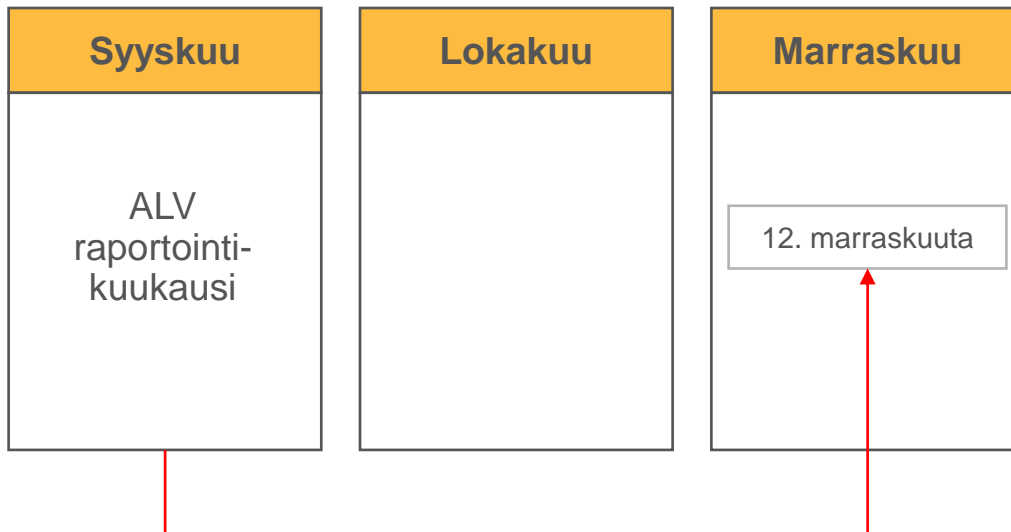 Syyskuu
Lokakuu
Marraskuu
ALV
raportointi-
kuukausi
12. marraskuuta